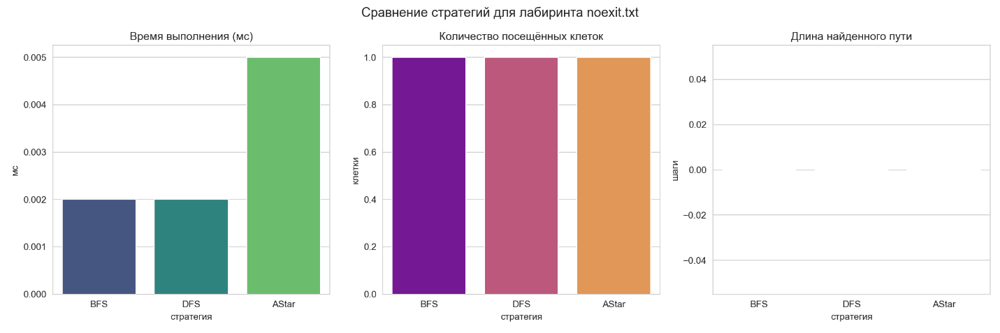 Сравнение стратегий для лабиринта noexit.txt
Время выполнения (мс)
0.005
0.004
0.003
0.002
0.001
0.000
мс
BFS DFS AStar
стратегия
Количество посещённых клеток
1.0
0.8
0.6
0.4
0.2
0.0
клетки
BFS DFS AStar
стратегия
Длина найденного пути
0.04
0.02
0.00
−0.02
−0.04
шаги
BFS DFS AStar
стратегия